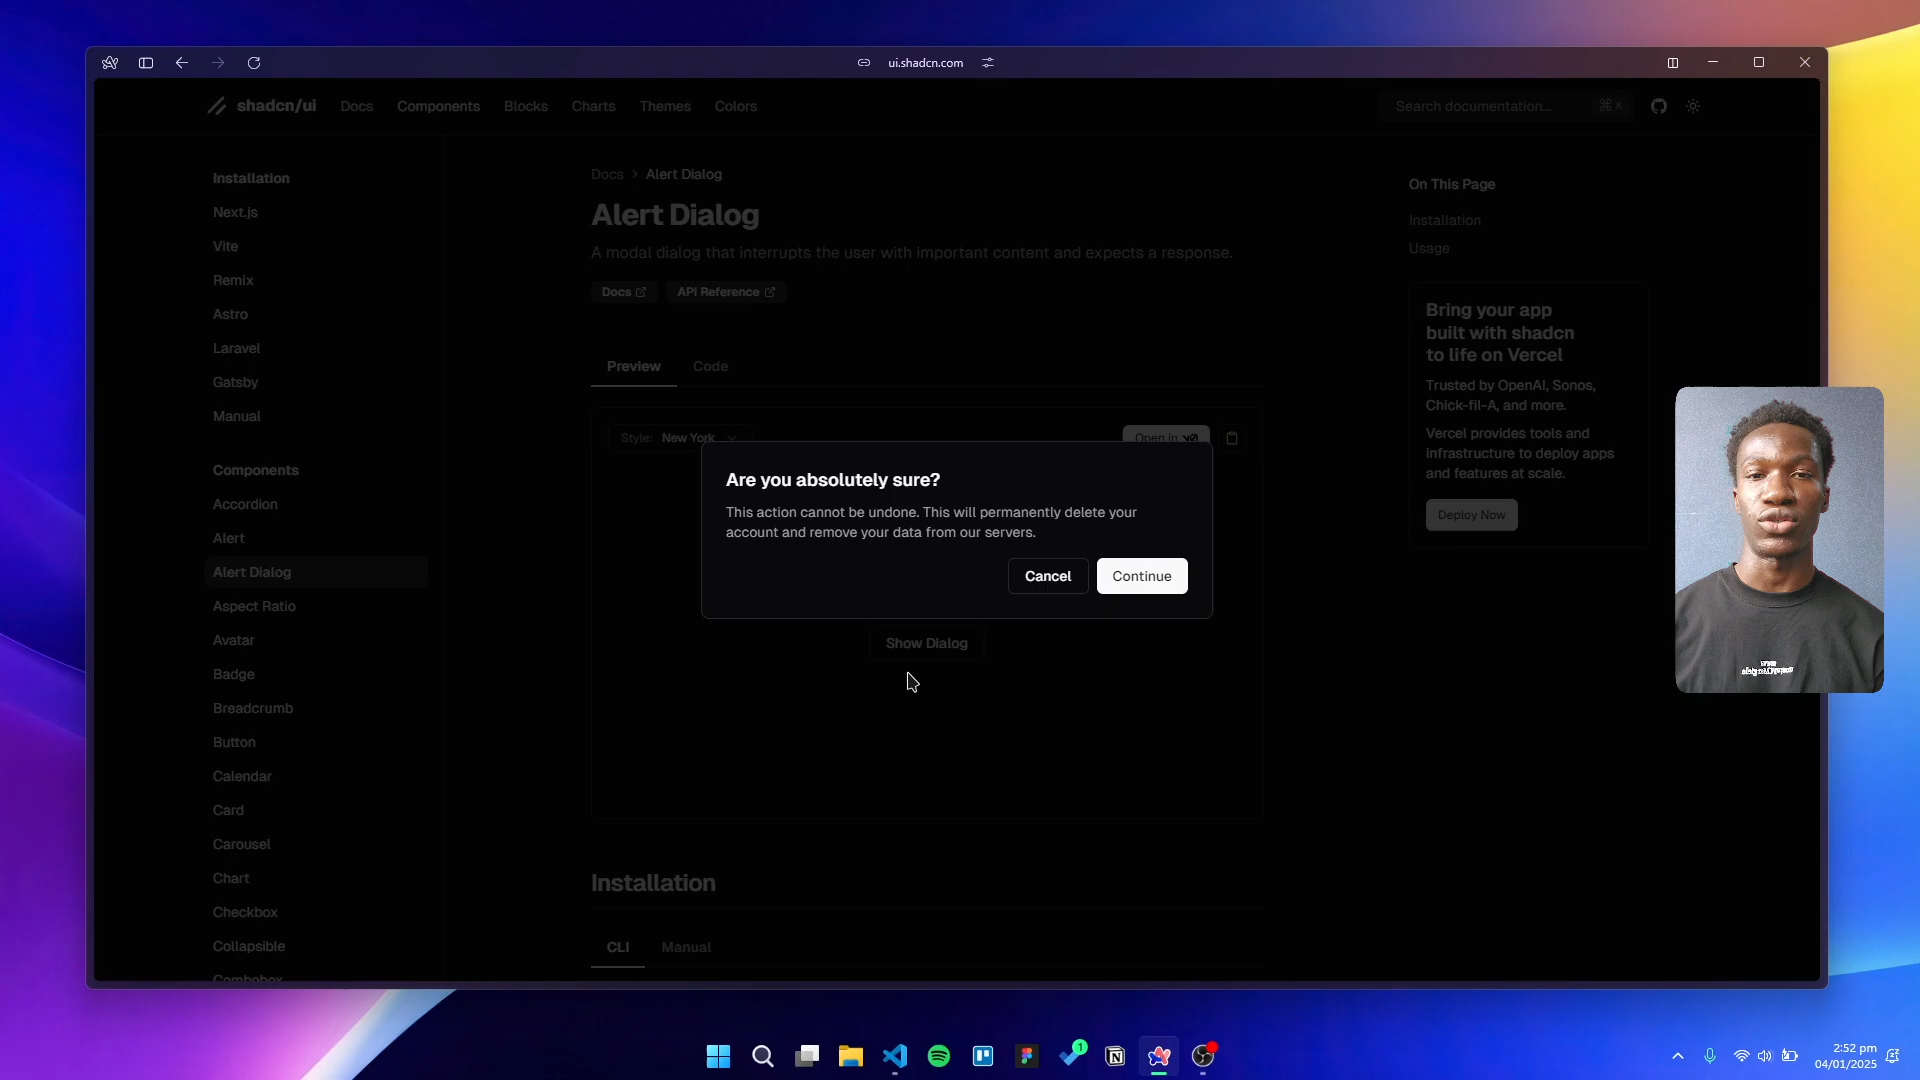 ui.shadcn.com
shadcn/ui Docs Components Blocks Charts Themes Colors
Search documentation... ⌘ K
Installation
Next.js
Vite
Remix
Astro
Laravel
Gatsby
Manual
Components
Accordion
Alert
Alert Dialog
Aspect Ratio
Avatar
Badge
Breadcrumb
Button
Calendar
Card
Carousel
Chart
Checkbox
Collapsible
Combobox
Docs > Alert Dialog
Alert Dialog
A modal dialog that interrupts the user with important content and expects a response.
Docs API Reference
Preview Code
Style: New York
Open in v0
Are you absolutely sure?
This action cannot be undone. This will permanently delete your
account and remove your data from our servers.
Cancel Continue
Show Dialog
Installation
CLI Manual
On This Page
Installation
Usage
Bring your app
built with shadcn
to life on Vercel
Trusted by OpenAI, Sonos,
Chick-fil-A, and more.
Vercel provides tools and
infrastructure to deploy apps
and features at scale.
Deploy Now
1
2:52 pm
04/01/2025